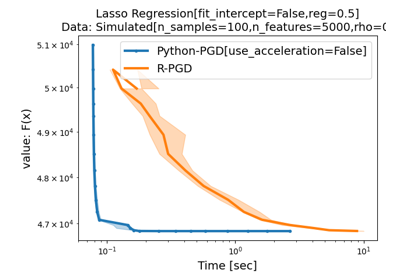 Lasso Regression[fit_intercept=False,reg=0.5]
Data: Simulated[n_samples=100,n_features=5000,rho=0
Python-PGD[use_acceleration=False]
R-PGD
value: F(x)
5.1 × 10⁴
5 × 10⁴
4.9 × 10⁴
4.8 × 10⁴
4.7 × 10⁴
10⁻¹ 10⁰ 10¹
Time [sec]